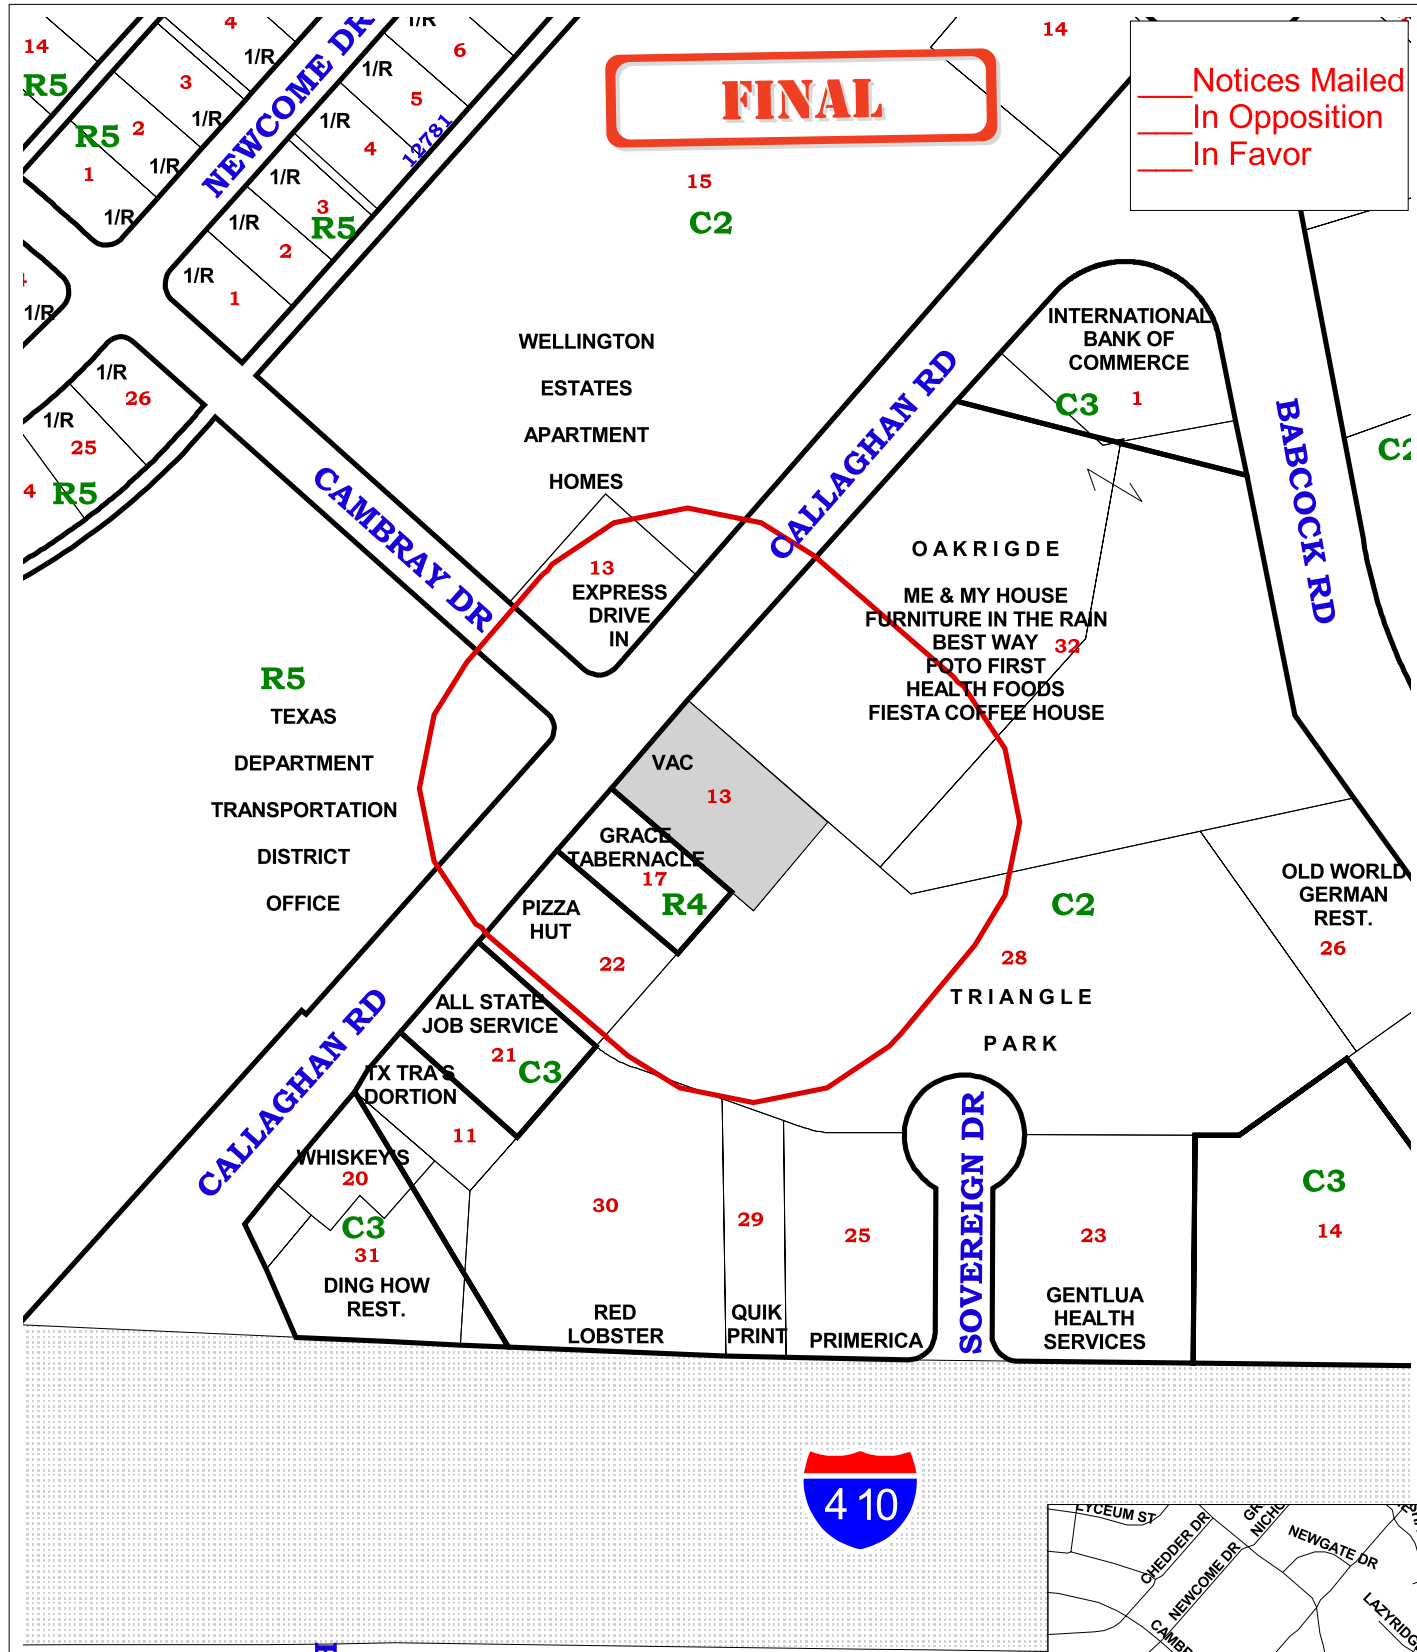 FINAL
___Notices Mailed
___In Opposition
___In Favor
14
R5
4
3
2
R5
1
1/R
1/R
1/R
1/R
NEWCOME DR
1/R
6
1/R
5
1/R
4
12781
1/R
3
R5
1/R
2
1/R
1
14
15
C2
1/R
1/R
26
1/R
25
4
R5
WELLINGTON
ESTATES
APARTMENT
HOMES
CAMBRAY DR
CALLAGHAN RD
INTERNATIONAL
BANK OF
COMMERCE
C3
1
BABCOCK RD
C2
13
EXPRESS
DRIVE
IN
OAKRIGDE
ME & MY HOUSE
FURNITURE IN THE RAIN
BEST WAY
32
FOTO FIRST
HEALTH FOODS
FIESTA COFFEE HOUSE
R5
TEXAS
DEPARTMENT
TRANSPORTATION
DISTRICT
OFFICE
VAC
13
GRACE
TABERNACLE
17
R4
PIZZA
HUT
22
C2
28
TRIANGLE
PARK
OLD WORLD
GERMAN
REST.
26
CALLAGHAN RD
ALL STATE
JOB SERVICE
21
C3
TX TRA'S
DORTION
11
WHISKEY'S
20
C3
31
DING HOW
REST.
30
RED
LOBSTER
29
QUIK
PRINT
25
PRIMERICA
SOVEREIGN DR
23
GENTLUA
HEALTH
SERVICES
C3
14
410
LYCEUM ST
CHEDDER DR
NEWCOME DR
NEWGATE DR